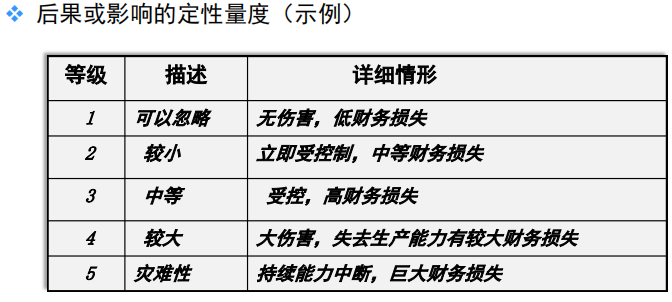 后果或影响的定性量度（示例）
等级 描述 详细情形
1 可以忽略 无伤害，低财务损失
2 较小 立即受控制，中等财务损失
3 中等 受控，高财务损失
4 较大 大伤害，失去生产能力有较大财务损失
5 灾难性 持续能力中断，巨大财务损失